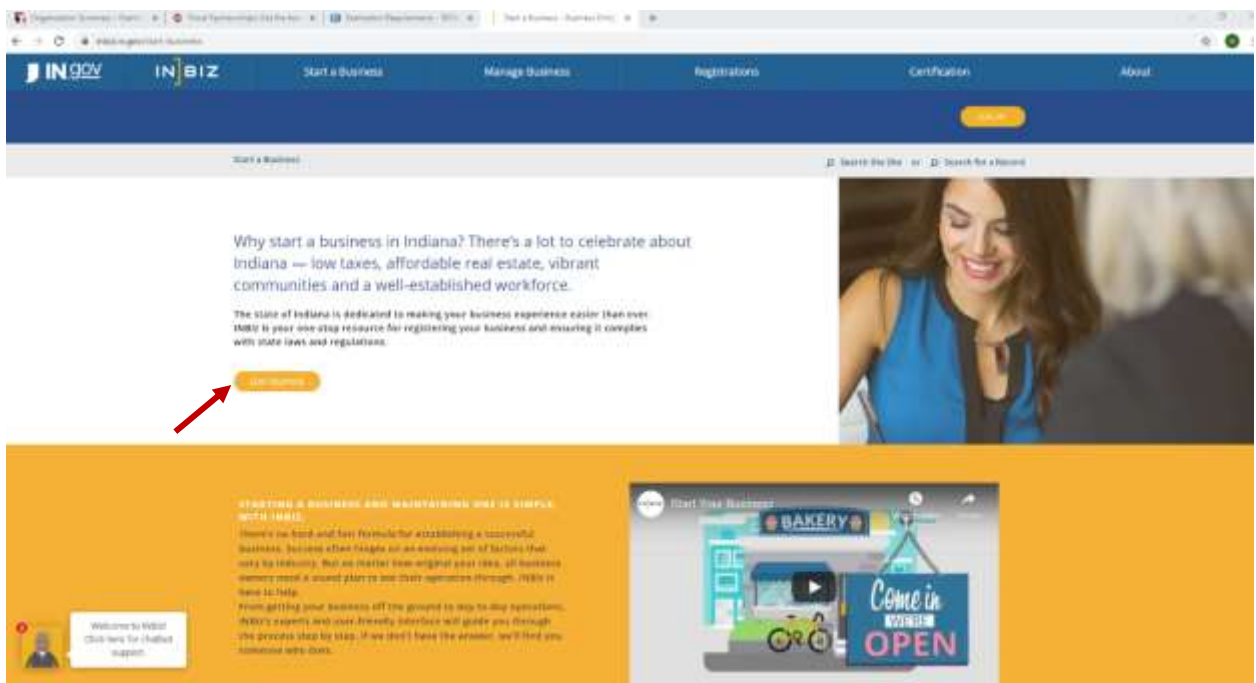 Start a Business - Business Entity
IN.gov
IN]BIZ
Start a Business
Manage Business
Registrations
Certification
About
LOG IN
Start a Business
Search the Site or Search for a Record
Why start a business in Indiana? There's a lot to celebrate about
Indiana — low taxes, affordable real estate, vibrant
communities and a well-established workforce.
The state of Indiana is dedicated to making your business experience easier than ever.
INBiz is your one-stop resource for registering your business and ensuring it complies
with state laws and regulations.
Get Started
STARTING A BUSINESS AND MAINTAINING ONE IS SIMPLE
WITH INBIZ.
There's no hard and fast formula for establishing a successful
business. Success often hinges on an evolving set of factors that
vary by industry. But no matter how original your idea, all business
owners need a sound plan to see their operation through. INBiz is
here to help.
From getting your business off the ground to day-to-day operations,
INBiz's experts and user-friendly interface will guide you through
the process step by step. If we don't have the answer, we'll find you
someone who does.
Start Your Business
BAKERY
Come in
WE'RE
OPEN
Welcome to INBiz!
Click here for chatbot
support.